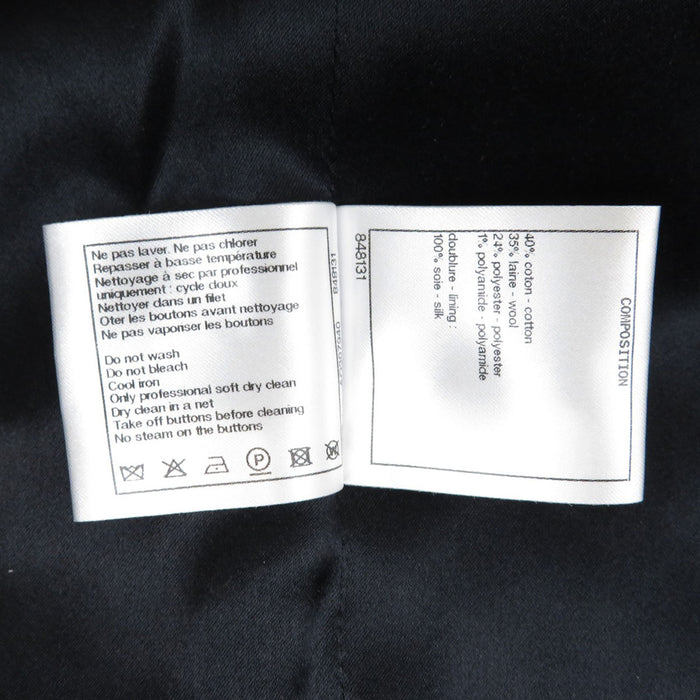 Ne pas laver. Ne pas chlorer
Repasser à basse température
Nettoyage à sec par professionnel
uniquement : cycle doux
Nettoyer dans un filet
Oter les boutons avant nettoyage
Ne pas vaporiser les boutons
Do not wash
Do not bleach
Cool iron
Only professional soft dry clean
Dry clean in a net
Take off buttons before cleaning
No steam on the buttons
P
848131
848131
COMPOSITION
40% coton - cotton
35% laine - wool
24% polyester - polyester
1% polyamide - polyamide
doublure - lining :
100% soie - silk